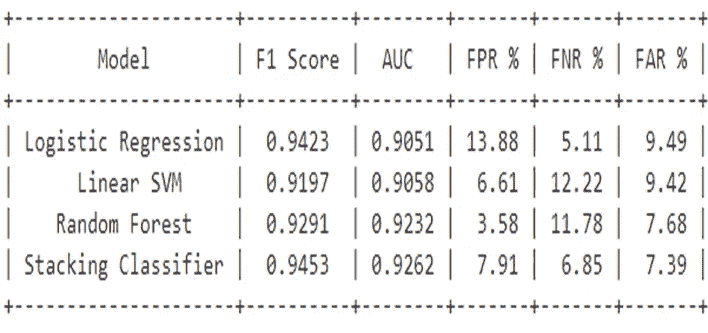 +----------------------+----------+--------+-------+-------+-------+
| Model | F1 Score | AUC | FPR % | FNR % | FAR % |
+----------------------+----------+--------+-------+-------+-------+
| Logistic Regression | 0.9423 | 0.9051 | 13.88 | 5.11 | 9.49 |
| Linear SVM | 0.9197 | 0.9058 | 6.61 | 12.22 | 9.42 |
| Random Forest | 0.9291 | 0.9232 | 3.58 | 11.78 | 7.68 |
| Stacking Classifier | 0.9453 | 0.9262 | 7.91 | 6.85 | 7.39 |
+----------------------+----------+--------+-------+-------+-------+